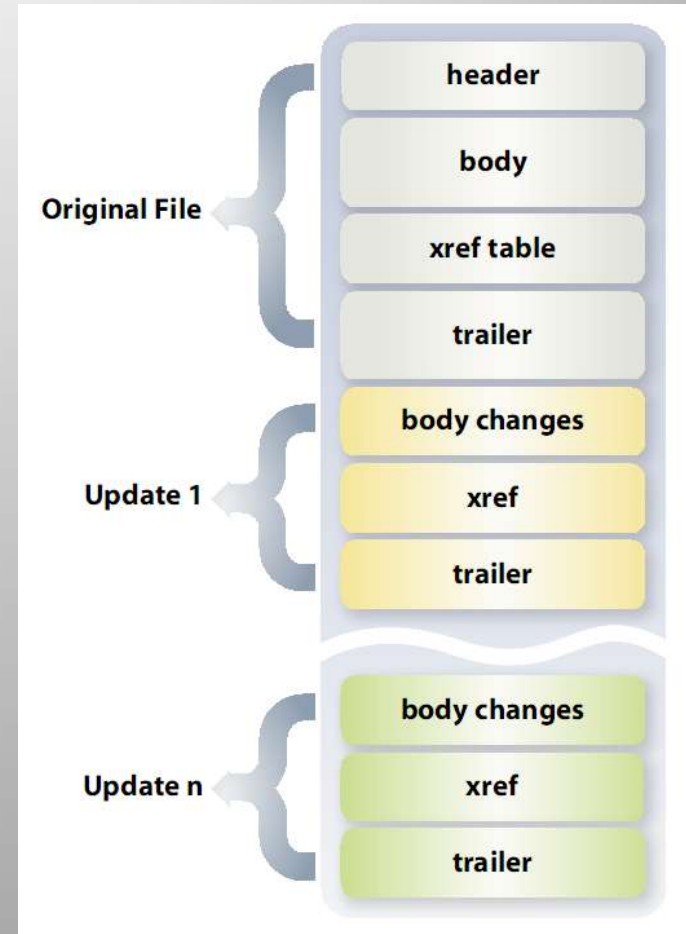 Original File
header
body
xref table
trailer
Update 1
body changes
xref
trailer
Update n
body changes
xref
trailer